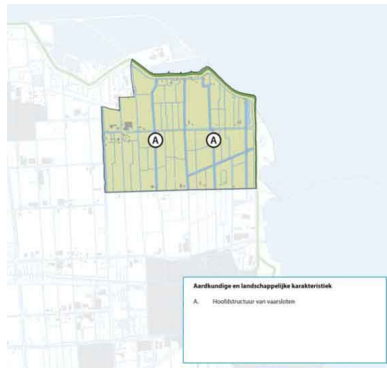 A
A
Aardkundige en landschappelijke karakteristiek
A. Hoofdstructuur van vaarsloten